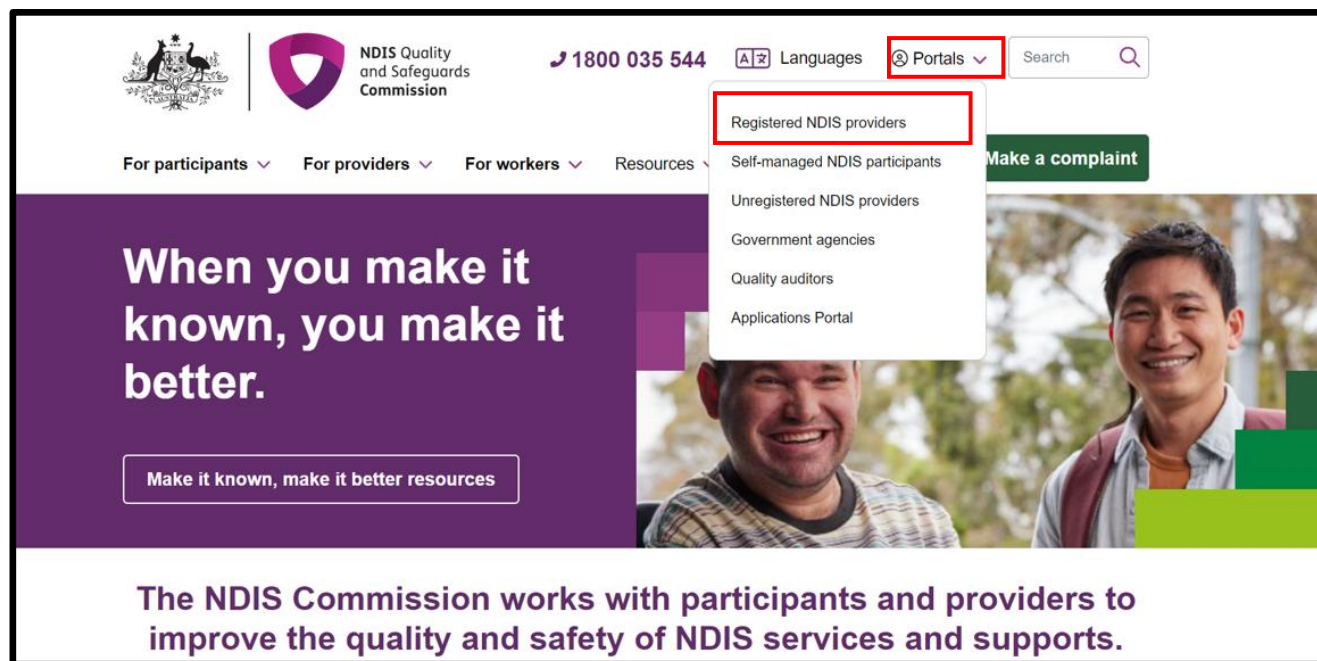 NDIS Quality
and Safeguards
Commission
1800 035 544
Languages
Portals
Search
Registered NDIS providers
Self-managed NDIS participants
Unregistered NDIS providers
Government agencies
Quality auditors
Applications Portal
For participants
For providers
For workers
Resources
Make a complaint
When you make it
known, you make it
better.
Make it known, make it better resources
The NDIS Commission works with participants and providers to
improve the quality and safety of NDIS services and supports.